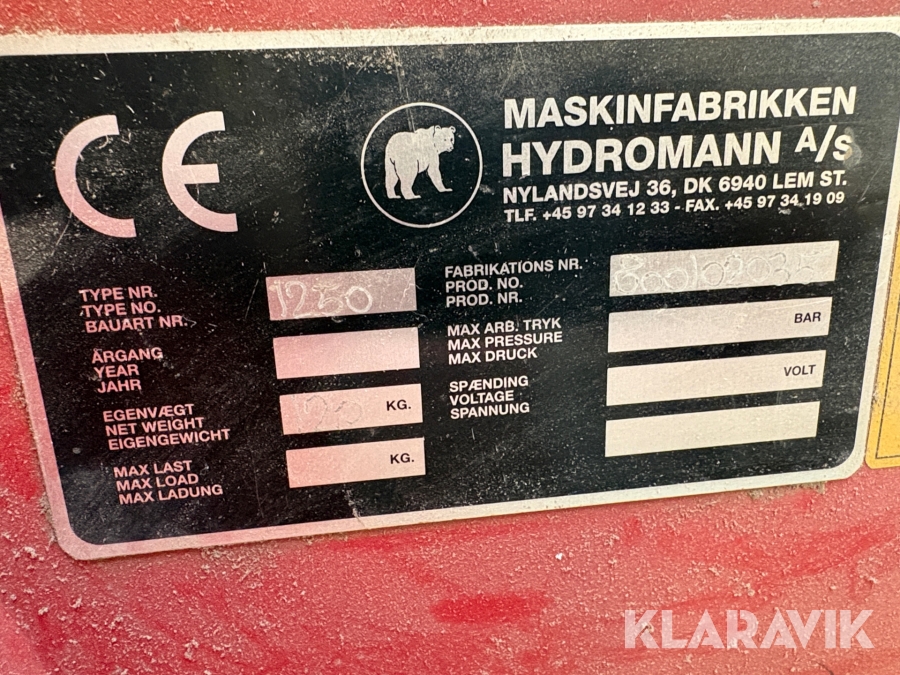 CE
MASKINFABRIKKEN
HYDROMANN A/S
NYLANDSVEJ 36, DK 6940 LEM ST.
TLF. +45 97 34 12 33 - FAX. +45 97 34 19 09
TYPE NR.
TYPE NO.
BAUART NR.
1250
FABRIKATIONS NR.
PROD. NO.
PROD. NR.
ÅRGANG
YEAR
JAHR
MAX ARB. TRYK
MAX PRESSURE
MAX DRUCK
BAR
EGENVÆGT
NET WEIGHT
EIGENGEWICHT
KG.
SPÆNDING
VOLTAGE
SPANNUNG
VOLT
MAX LAST
MAX LOAD
MAX LADUNG
KG.
KLARAVIK